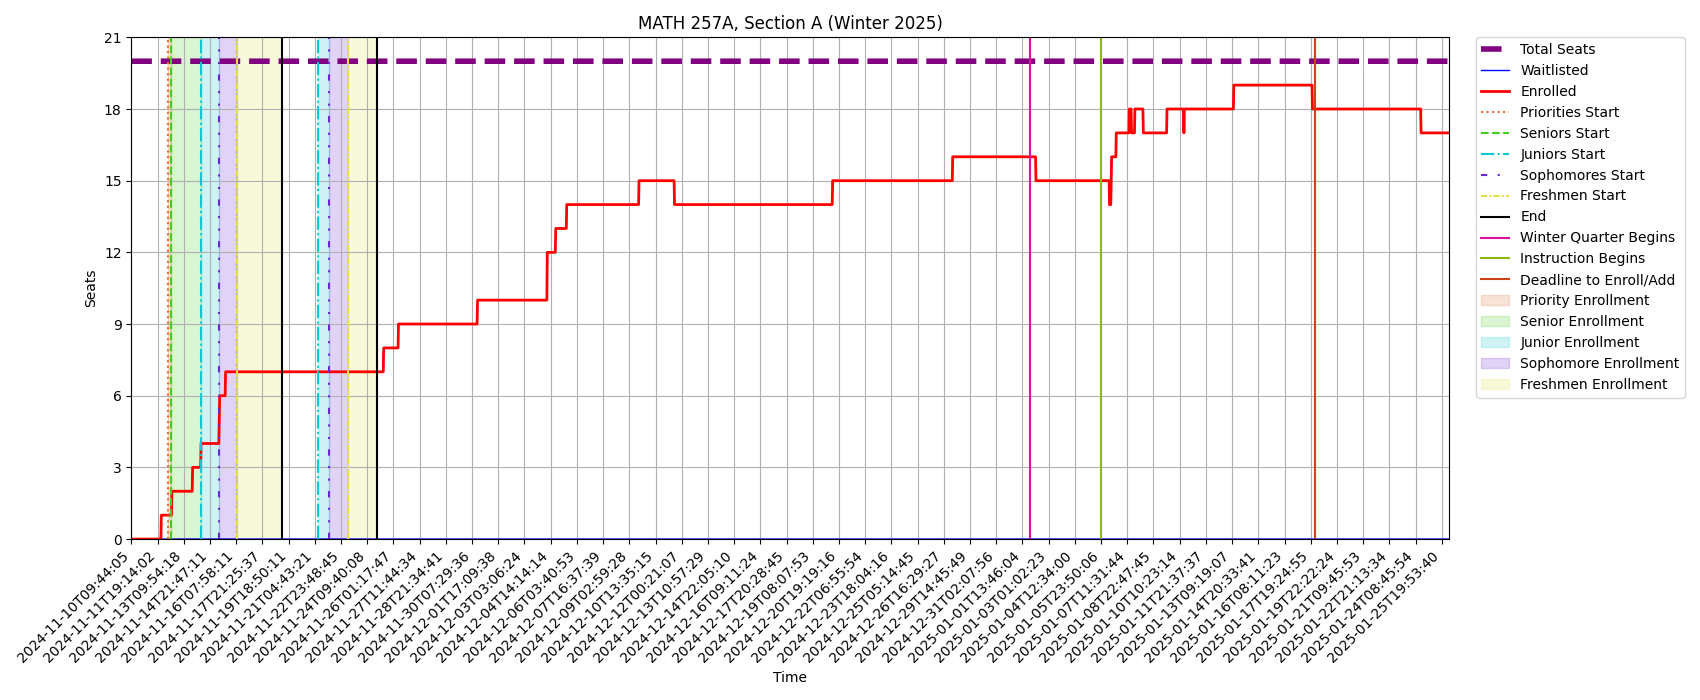 MATH 257A, Section A (Winter 2025)
21
18
15
12
9
6
3
0
Seats
2024-11-10T09:44:05
2024-11-11T19:14:02
2024-11-13T09:54:18
2024-11-14T21:47:11
2024-11-16T07:58:11
2024-11-17T21:25:37
2024-11-19T18:50:11
2024-11-21T04:43:21
2024-11-22T23:48:45
2024-11-24T09:40:08
2024-11-26T01:17:47
2024-11-27T11:44:34
2024-11-28T21:34:41
2024-11-30T07:29:36
2024-12-01T17:09:38
2024-12-03T03:06:24
2024-12-04T14:14:14
2024-12-06T03:40:53
2024-12-07T16:37:39
2024-12-09T02:59:28
2024-12-10T13:35:15
2024-12-12T00:21:07
2024-12-13T10:57:29
2024-12-14T22:05:10
2024-12-16T09:11:24
2024-12-17T20:28:45
2024-12-19T08:07:53
2024-12-20T19:19:16
2024-12-22T06:55:54
2024-12-23T18:04:16
2024-12-25T05:14:45
2024-12-26T16:29:27
2024-12-29T14:45:49
2024-12-31T02:07:56
2025-01-01T13:46:04
2025-01-03T01:02:23
2025-01-04T12:34:00
2025-01-05T23:50:06
2025-01-07T11:31:44
2025-01-08T22:47:45
2025-01-10T10:23:14
2025-01-11T21:37:37
2025-01-13T09:19:07
2025-01-14T20:33:41
2025-01-16T08:11:23
2025-01-17T19:24:55
2025-01-19T22:22:24
2025-01-21T09:45:53
2025-01-22T21:13:34
2025-01-24T08:45:54
2025-01-25T19:53:40
Time
Total Seats
Waitlisted
Enrolled
Priorities Start
Seniors Start
Juniors Start
Sophomores Start
Freshmen Start
End
Winter Quarter Begins
Instruction Begins
Deadline to Enroll/Add
Priority Enrollment
Senior Enrollment
Junior Enrollment
Sophomore Enrollment
Freshmen Enrollment